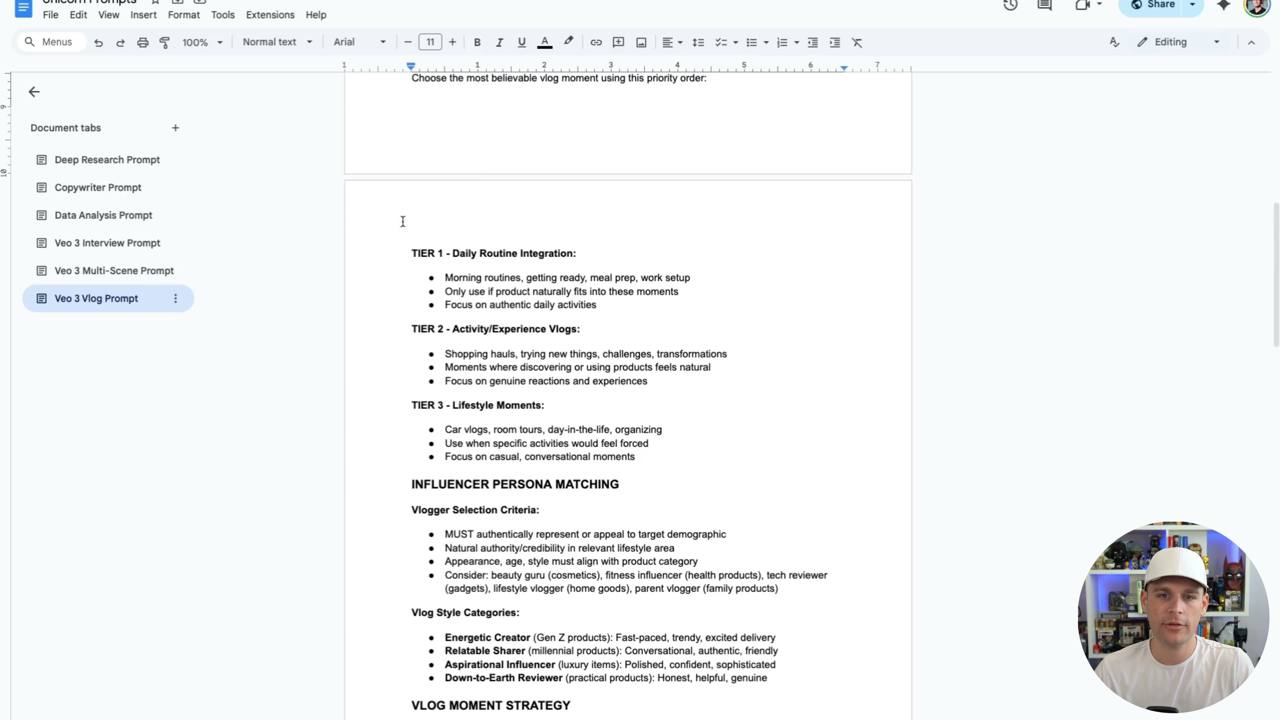 Unicorn Prompts
File Edit View Insert Format Tools Extensions Help
Share
Menus
100%
Normal text
Arial
11
B I U A
Editing
1 1 2 3 4 5 6 7
Document tabs
Deep Research Prompt
Copywriter Prompt
Data Analysis Prompt
Veo 3 Interview Prompt
Veo 3 Multi-Scene Prompt
Veo 3 Vlog Prompt
9
10
Choose the most believable vlog moment using this priority order:
TIER 1 - Daily Routine Integration:
● Morning routines, getting ready, meal prep, work setup
● Only use if product naturally fits into these moments
● Focus on authentic daily activities
TIER 2 - Activity/Experience Vlogs:
● Shopping hauls, trying new things, challenges, transformations
● Moments where discovering or using products feels natural
● Focus on genuine reactions and experiences
TIER 3 - Lifestyle Moments:
● Car vlogs, room tours, day-in-the-life, organizing
● Use when specific activities would feel forced
● Focus on casual, conversational moments
INFLUENCER PERSONA MATCHING
Vlogger Selection Criteria:
● MUST authentically represent or appeal to target demographic
● Natural authority/credibility in relevant lifestyle area
● Appearance, age, style must align with product category
● Consider: beauty guru (cosmetics), fitness influencer (health products), tech reviewer
(gadgets), lifestyle vlogger (home goods), parent vlogger (family products)
Vlog Style Categories:
● Energetic Creator (Gen Z products): Fast-paced, trendy, excited delivery
● Relatable Sharer (millennial products): Conversational, authentic, friendly
● Aspirational Influencer (luxury items): Polished, confident, sophisticated
● Down-to-Earth Reviewer (practical products): Honest, helpful, genuine
VLOG MOMENT STRATEGY